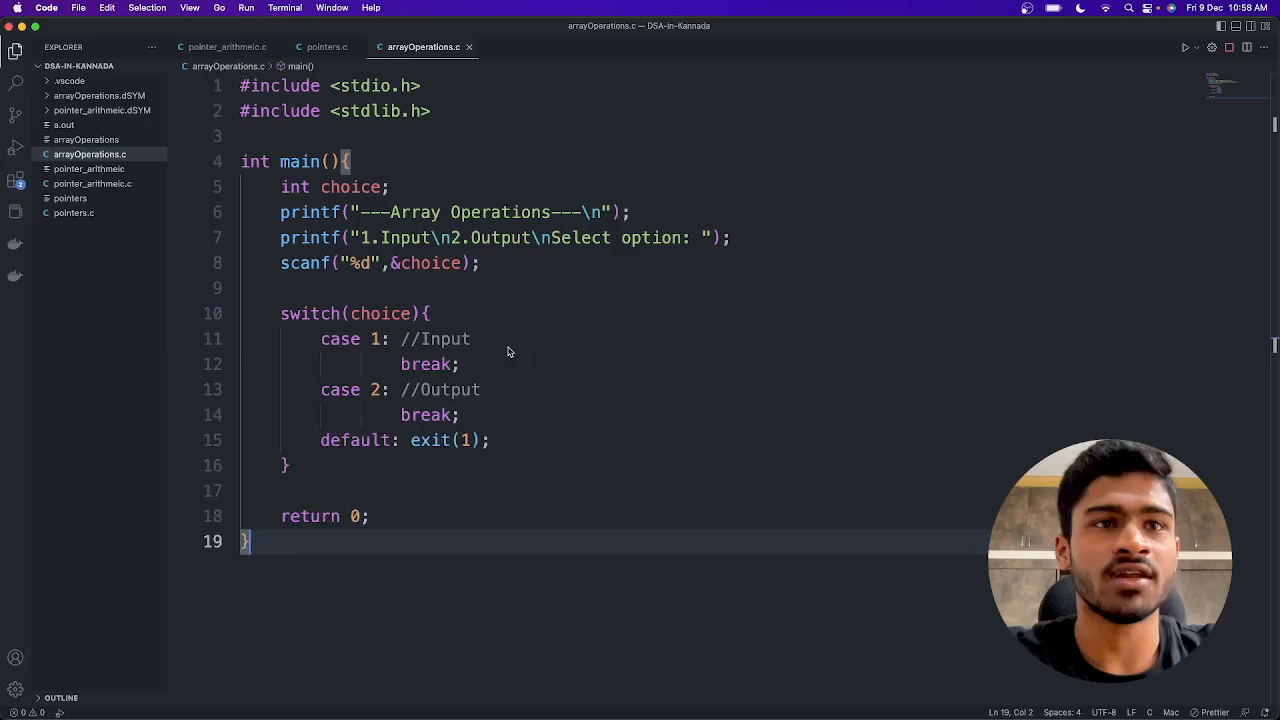 Code File Edit Selection View Go Run Terminal Window Help Fri 9 Dec 10:58 AM
arrayOperations.c — DSA-in-KANNADA
EXPLORER
pointer_arithmeic.c pointers.c arrayOperations.c
DSA-IN-KANNADA
.vscode
arrayOperations.dSYM
pointer_arithmeic.dSYM
a.out
arrayOperations
arrayOperations.c
pointer_arithmeic
pointer_arithmeic.c
pointers
pointers.c
2
arrayOperations.c > main()
1 #include <stdio.h>
2 #include <stdlib.h>
3
4 int main(){
5 int choice;
6 printf("---Array Operations---\n");
7 printf("1.Input\n2.Output\nSelect option: ");
8 scanf("%d",&choice);
9
10 switch(choice){
11 case 1: //Input
12 break;
13 case 2: //Output
14 break;
15 default: exit(1);
16 }
17
18 return 0;
19 }
OUTLINE
0 0 Ln 19, Col 2 Spaces: 4 UTF-8 LF C Mac Prettier